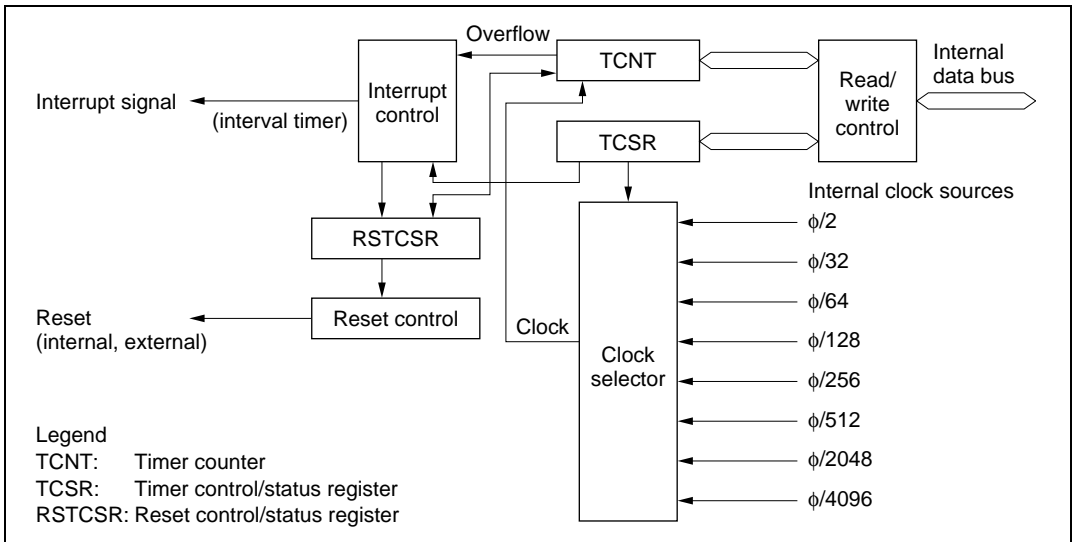 Overflow
TCNT
Internal
data bus
Read/
write
control
Interrupt
control
Interrupt signal
(interval timer)
TCSR
Internal clock sources
RSTCSR
Reset control
Reset
(internal, external)
Clock
Clock
selector
ϕ/2
ϕ/32
ϕ/64
ϕ/128
ϕ/256
ϕ/512
ϕ/2048
ϕ/4096
Legend
TCNT: Timer counter
TCSR: Timer control/status register
RSTCSR: Reset control/status register